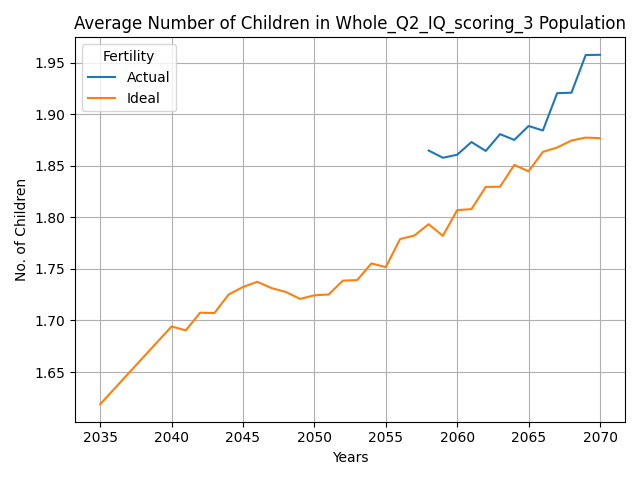 Average Number of Children in Whole_Q2_IQ_scoring_3 Population
Fertility
Actual
Ideal
No. of Children
1.95
1.90
1.85
1.80
1.75
1.70
1.65
2035 2040 2045 2050 2055 2060 2065 2070
Years